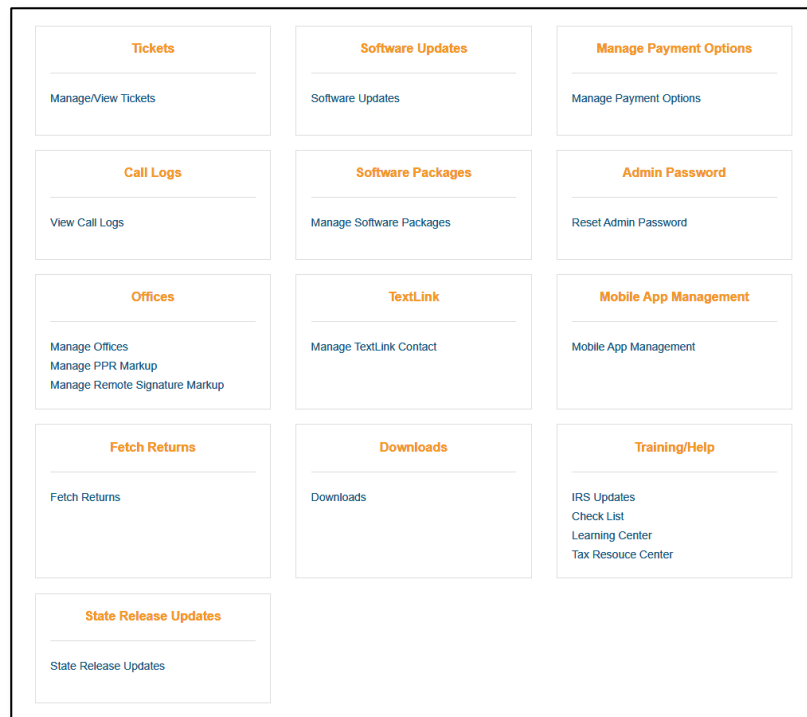 Tickets
Manage/View Tickets
Software Updates
Software Updates
Manage Payment Options
Manage Payment Options
Call Logs
View Call Logs
Software Packages
Manage Software Packages
Admin Password
Reset Admin Password
Offices
Manage Offices
Manage PPR Markup
Manage Remote Signature Markup
TextLink
Manage TextLink Contact
Mobile App Management
Mobile App Management
Fetch Returns
Fetch Returns
Downloads
Downloads
Training/Help
IRS Updates
Check List
Learning Center
Tax Resouce Center
State Release Updates
State Release Updates